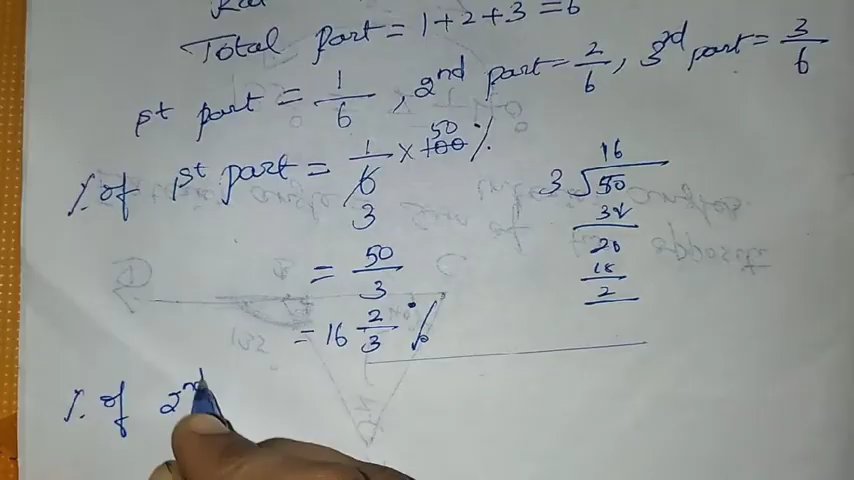 Total part = 1+2+3 = 6
1st part = 1/6, 2nd part = 2/6, 3rd part = 3/6
% of 1st part = 1/6 × 100 %
50
3
= 50/3
= 16 2/3 %
16
3 √50
3
20
18
2
% of 2nd